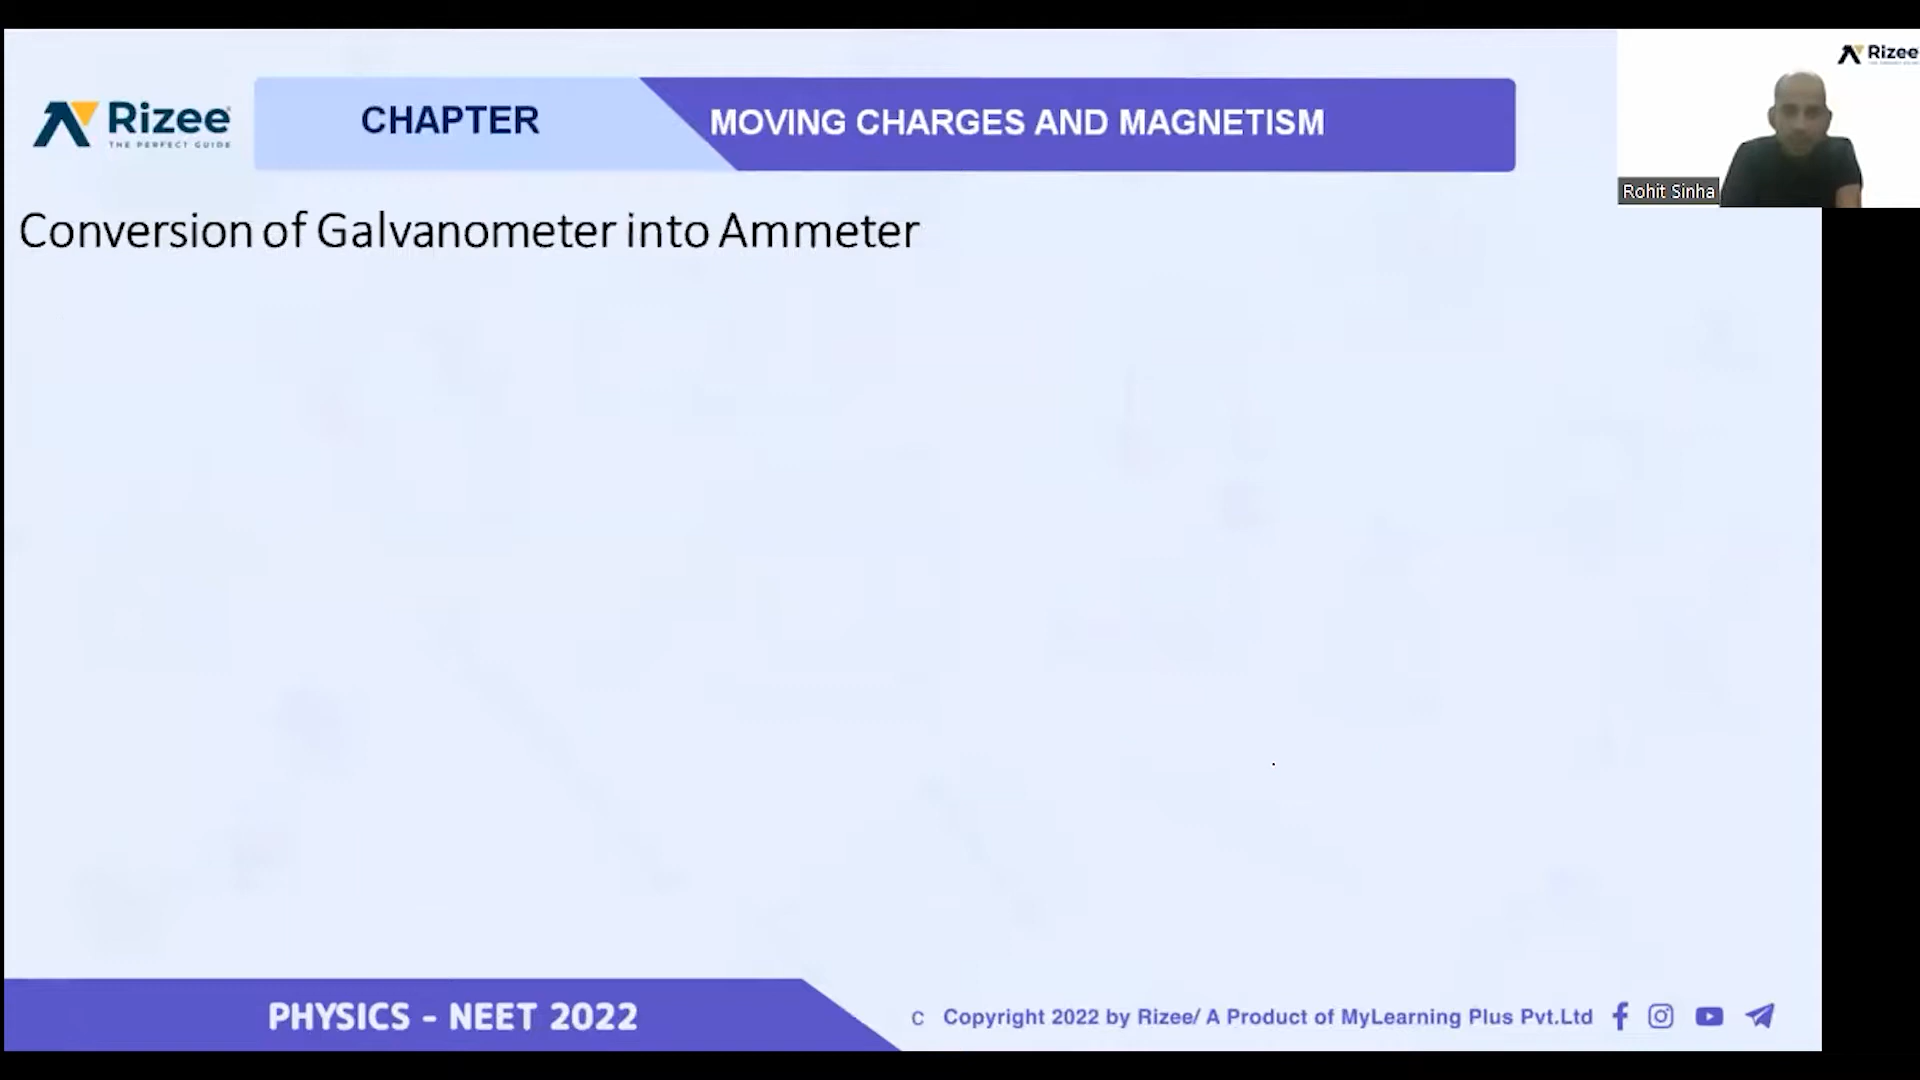 Rizee
THE PERFECT GUIDE
CHAPTER
MOVING CHARGES AND MAGNETISM
Rizee
Rohit Sinha
Conversion of Galvanometer into Ammeter
PHYSICS - NEET 2022
C Copyright 2022 by Rizee/ A Product of MyLearning Plus Pvt.Ltd